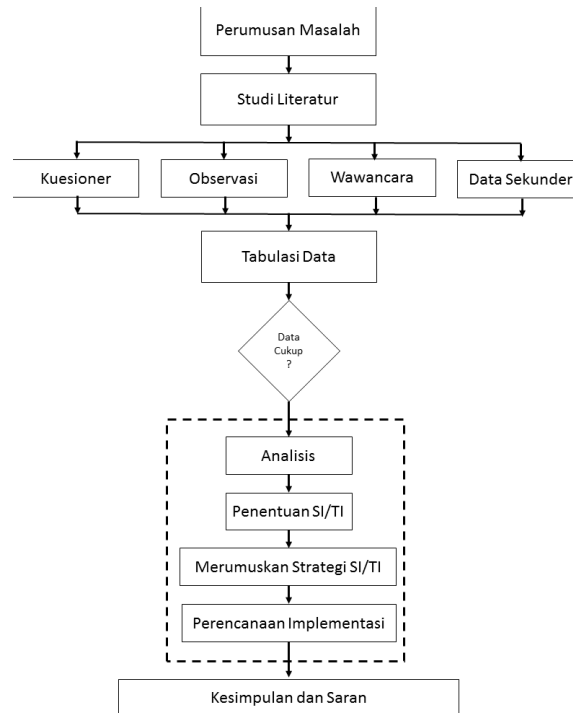 Perumusan Masalah
Studi Literatur
Kuesioner
Observasi
Wawancara
Data Sekunder
Tabulasi Data
Data
Cukup
?
Analisis
Penentuan SI/TI
Merumuskan Strategi SI/TI
Perencanaan Implementasi
Kesimpulan dan Saran